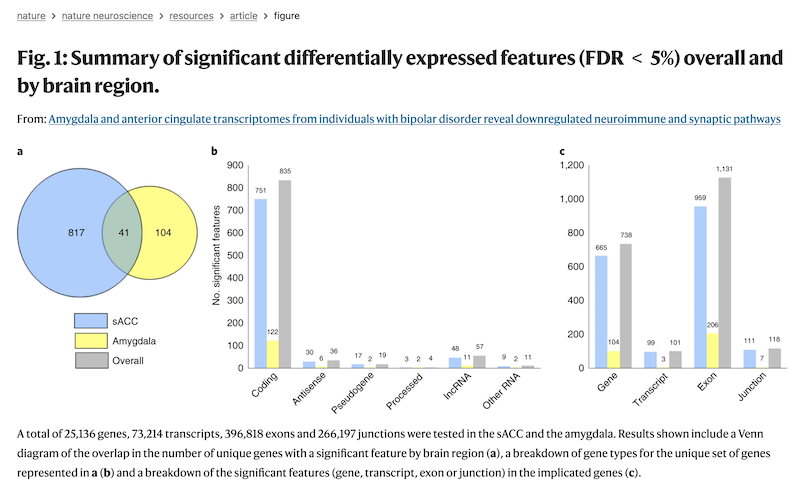 nature > nature neuroscience > resources > article > figure
Fig. 1: Summary of significant differentially expressed features (FDR < 5%) overall and
by brain region.
From: Amygdala and anterior cingulate transcriptomes from individuals with bipolar disorder reveal downregulated neuroimmune and synaptic pathways
a
817
41
104
sACC
Amygdala
Overall
b
No. significant features
900
800
700
600
500
400
300
200
100
0
751
122
835
30
6
36
17
2
19
3
2
4
48
11
57
9
2
11
Coding
Antisense
Pseudogene
Processed
lncRNA
Other RNA
c
1,200
1,000
800
600
400
200
0
665
104
738
99
3
101
959
206
1,131
111
7
118
Gene
Transcript
Exon
Junction
A total of 25,136 genes, 73,214 transcripts, 396,818 exons and 266,197 junctions were tested in the sACC and the amygdala. Results shown include a Venn
diagram of the overlap in the number of unique genes with a significant feature by brain region (a), a breakdown of gene types for the unique set of genes
represented in a (b) and a breakdown of the significant features (gene, transcript, exon or junction) in the implicated genes (c).